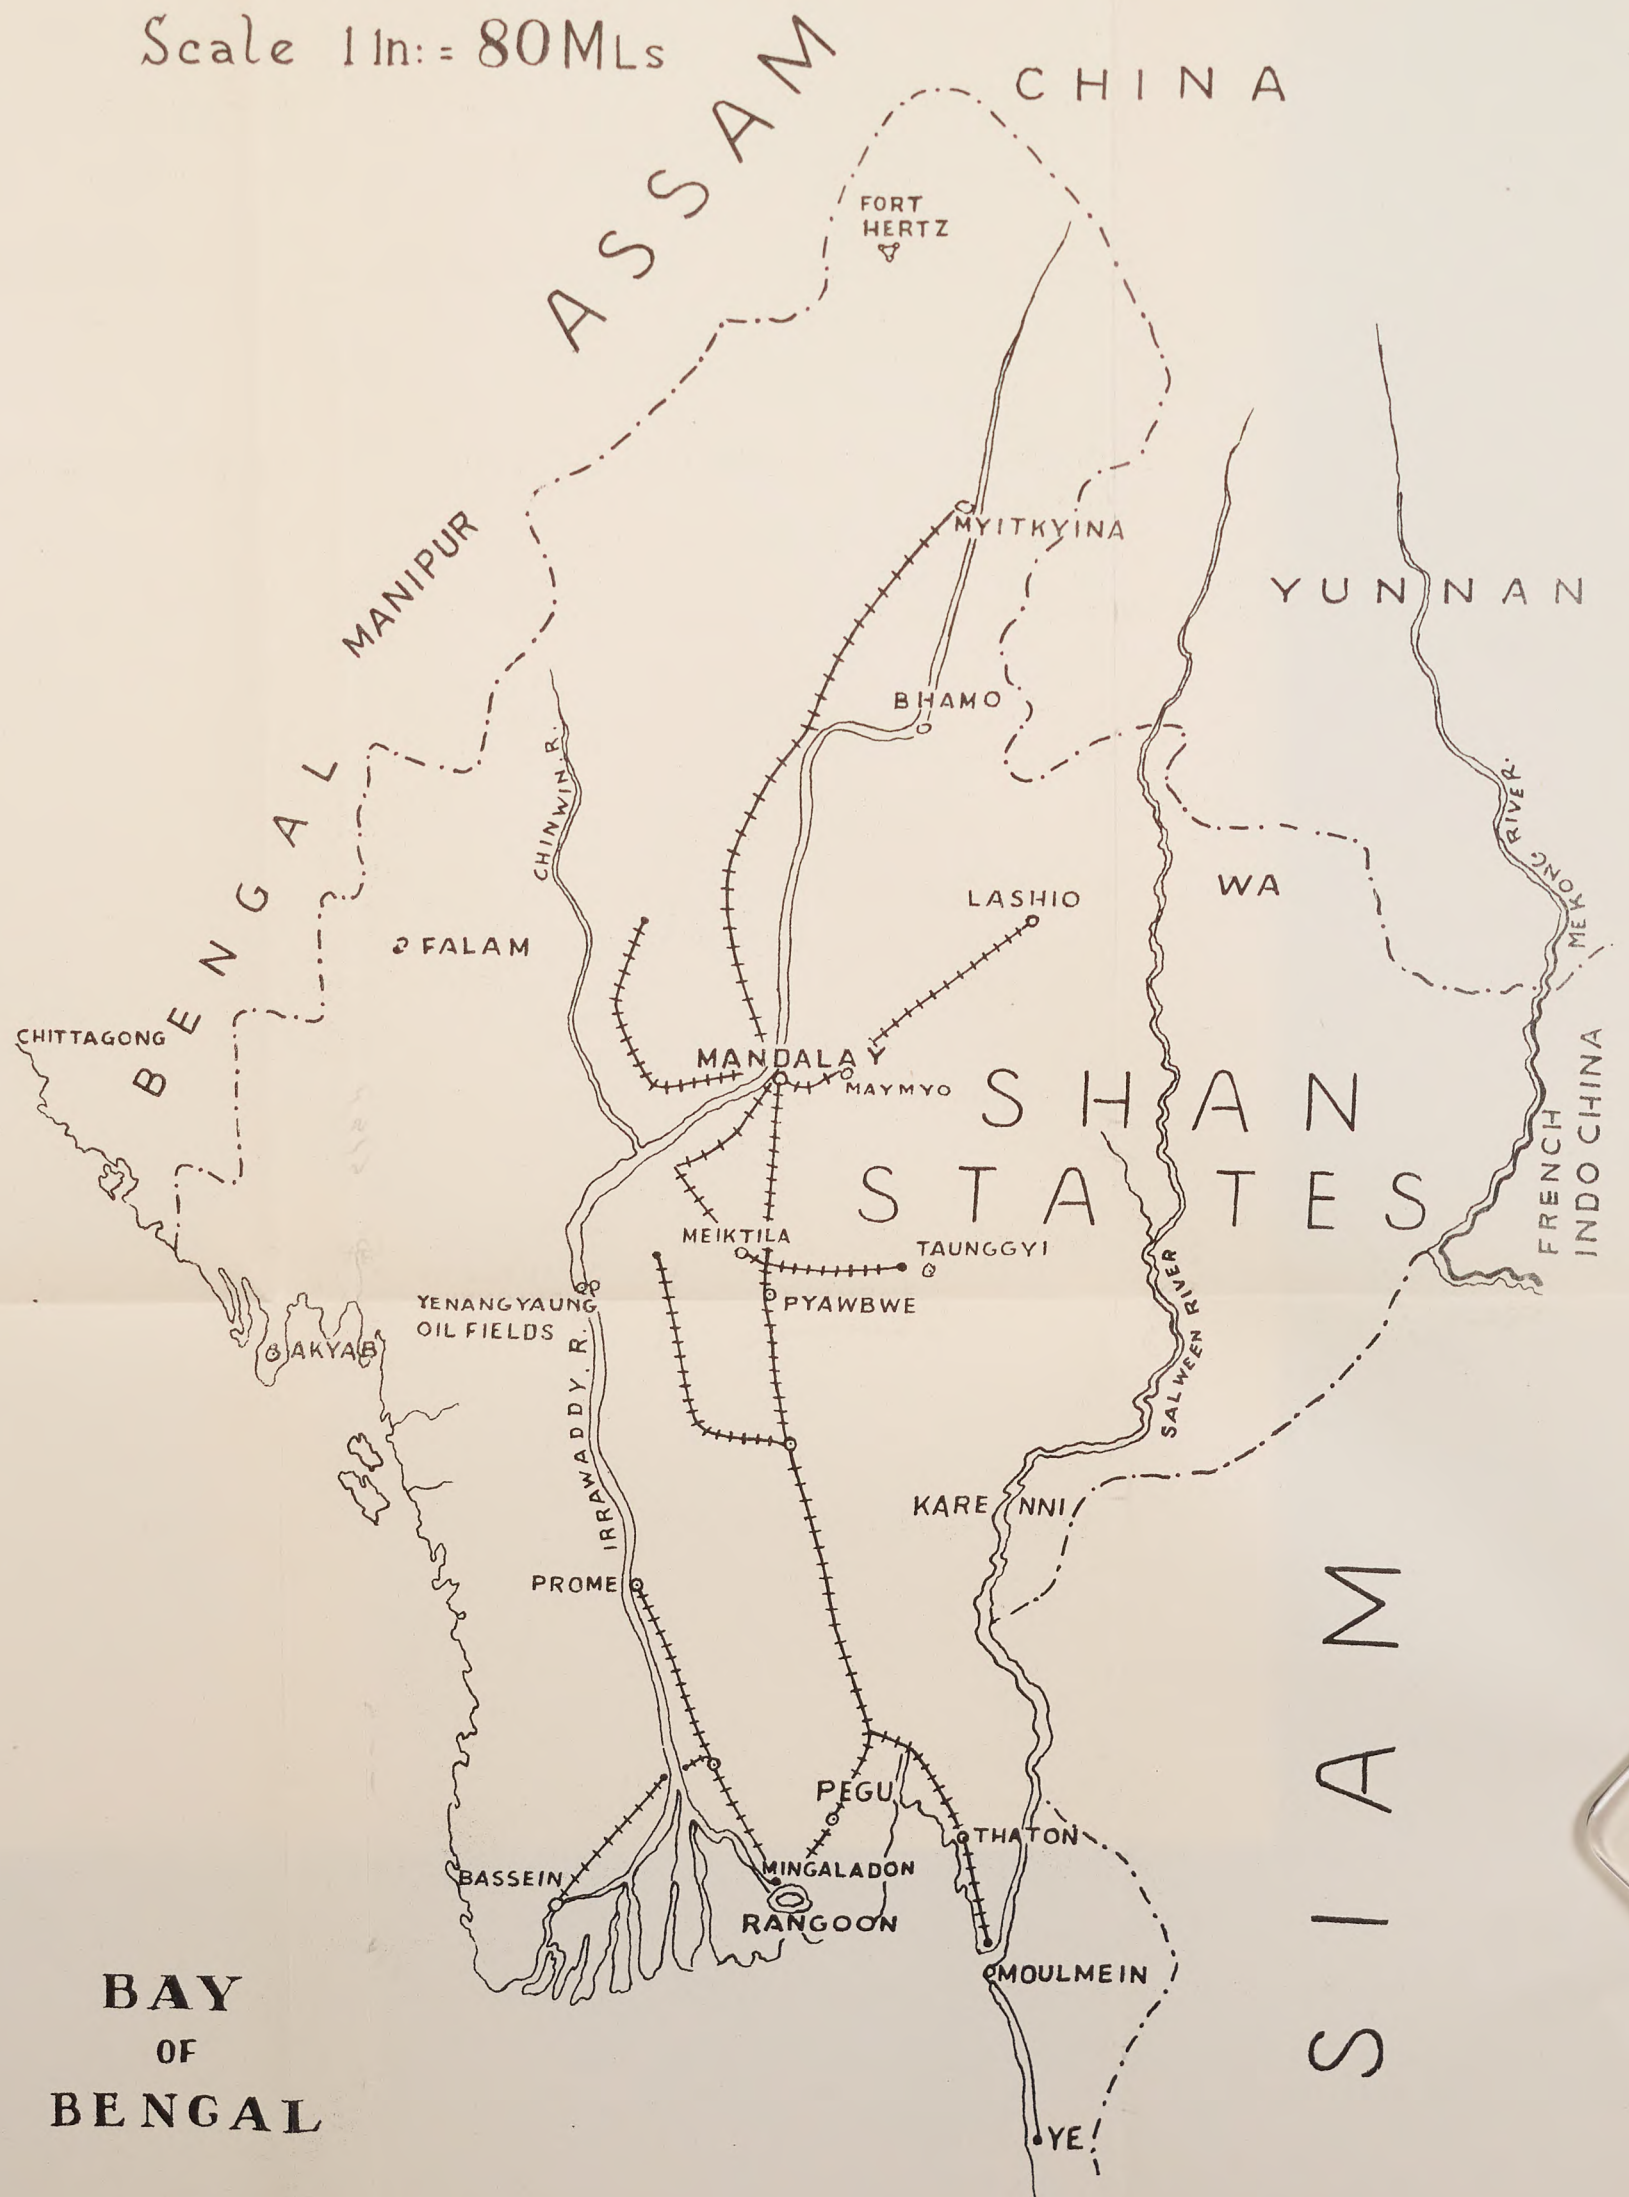 Scale 1 In: = 80 MLs
ASSAM
CHINA
FORT
HERTZ
MYITKYINA
MANIPUR
YUNNAN
BHAMO
CHINWIN. R.
MEKONG RIVER.
BENGAL
LASHIO
WA
FALAM
CHITTAGONG
MANDALAY
MAYMYO
SHAN
STATES
FRENCH
INDO CHINA
MEIKTILA
TAUNGGYI
YENANGYAUNG
OIL FIELDS
PYAWBWE
AKYAB
SALWEEN RIVER
IRRAWADDY. R.
KARENNI
PROME
SIAM
PEGU
THATON
BASSEIN
MINGALADON
RANGOON
MOULMEIN
BAY
OF
BENGAL
YE